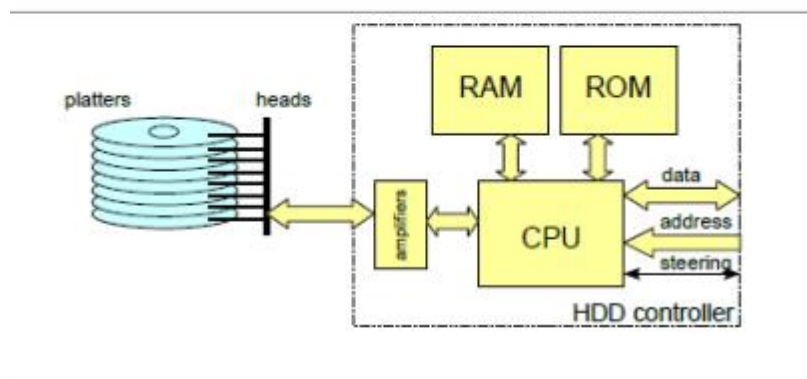 RAM
ROM
platters
heads
data
amplifiers
CPU
address
steering
HDD controller